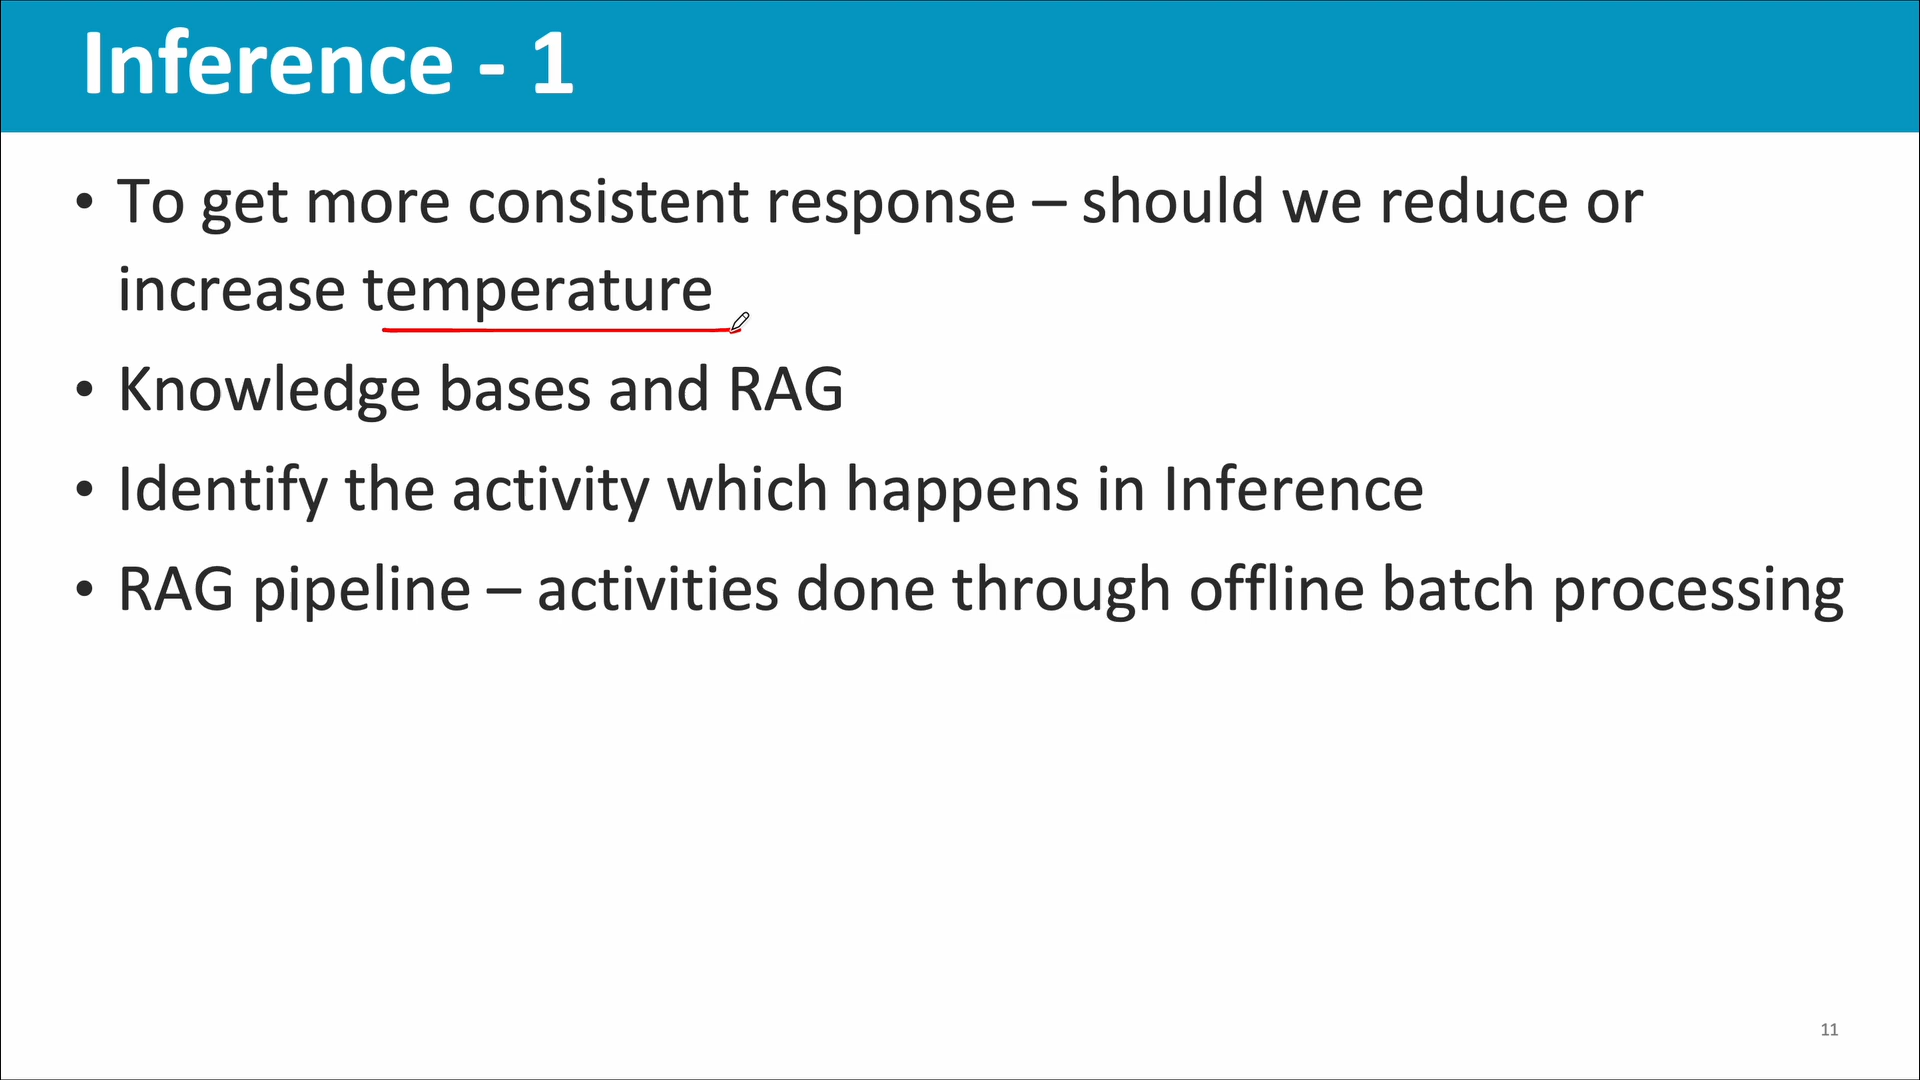 Inference - 1
• To get more consistent response – should we reduce or
increase temperature
• Knowledge bases and RAG
• Identify the activity which happens in Inference
• RAG pipeline – activities done through offline batch processing
11